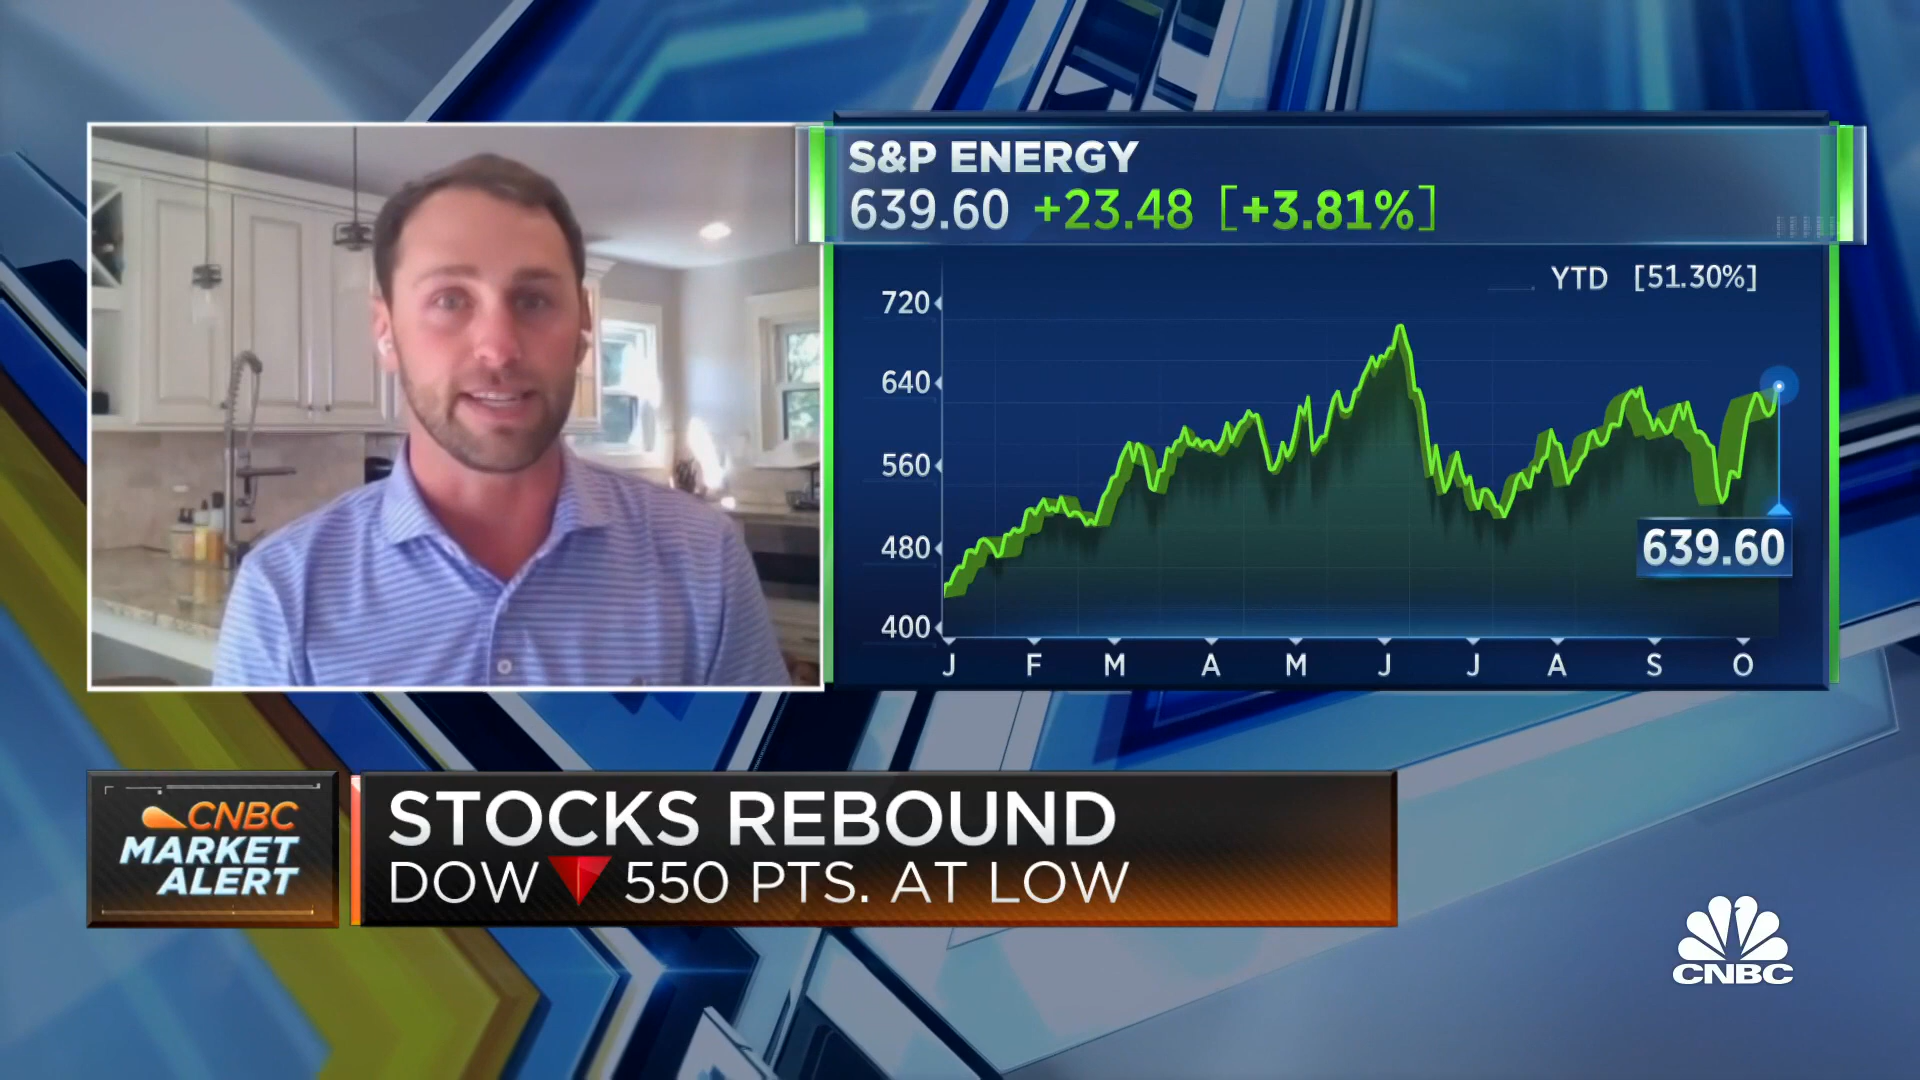 S&P ENERGY
639.60 +23.48 [+3.81%]
YTD [51.30%]
720
640
560
480
400
639.60
J F M A M J J A S O
CNBC
MARKET
ALERT
STOCKS REBOUND
DOW 550 PTS. AT LOW
CNBC